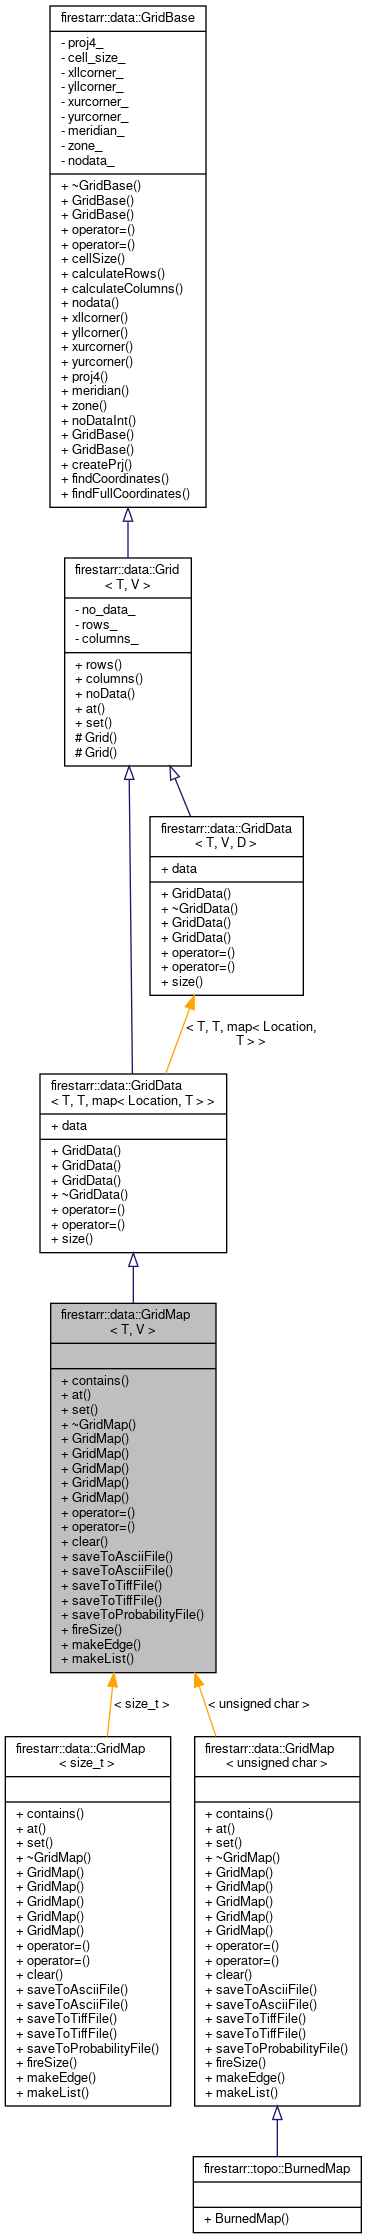 firestarr::data::GridBase
- proj4_
- cell_size_
- xllcorner_
- yllcorner_
- xurcorner_
- yurcorner_
- meridian_
- zone_
- nodata_
+ ~GridBase()
+ GridBase()
+ GridBase()
+ operator=()
+ operator=()
+ cellSize()
+ calculateRows()
+ calculateColumns()
+ nodata()
+ xllcorner()
+ yllcorner()
+ xurcorner()
+ yurcorner()
+ proj4()
+ meridian()
+ zone()
+ noDataInt()
+ GridBase()
+ GridBase()
+ createPrj()
+ findCoordinates()
+ findFullCoordinates()
firestarr::data::Grid
< T, V >
- no_data_
- rows_
- columns_
+ rows()
+ columns()
+ noData()
+ at()
+ set()
# Grid()
# Grid()
firestarr::data::GridData
< T, V, D >
+ data
+ GridData()
+ ~GridData()
+ GridData()
+ GridData()
+ operator=()
+ operator=()
+ size()
< T, T, map< Location,
T > >
firestarr::data::GridData
< T, T, map< Location, T > >
+ data
+ GridData()
+ GridData()
+ GridData()
+ ~GridData()
+ operator=()
+ operator=()
+ size()
firestarr::data::GridMap
< T, V >
+ contains()
+ at()
+ set()
+ ~GridMap()
+ GridMap()
+ GridMap()
+ GridMap()
+ GridMap()
+ GridMap()
+ operator=()
+ operator=()
+ clear()
+ saveToAsciiFile()
+ saveToAsciiFile()
+ saveToTiffFile()
+ saveToTiffFile()
+ saveToProbabilityFile()
+ fireSize()
+ makeEdge()
+ makeList()
< size_t >
< unsigned char >
firestarr::data::GridMap
< size_t >
+ contains()
+ at()
+ set()
+ ~GridMap()
+ GridMap()
+ GridMap()
+ GridMap()
+ GridMap()
+ GridMap()
+ operator=()
+ operator=()
+ clear()
+ saveToAsciiFile()
+ saveToAsciiFile()
+ saveToTiffFile()
+ saveToTiffFile()
+ saveToProbabilityFile()
+ fireSize()
+ makeEdge()
+ makeList()
firestarr::data::GridMap
< unsigned char >
+ contains()
+ at()
+ set()
+ ~GridMap()
+ GridMap()
+ GridMap()
+ GridMap()
+ GridMap()
+ GridMap()
+ operator=()
+ operator=()
+ clear()
+ saveToAsciiFile()
+ saveToAsciiFile()
+ saveToTiffFile()
+ saveToTiffFile()
+ saveToProbabilityFile()
+ fireSize()
+ makeEdge()
+ makeList()
firestarr::topo::BurnedMap
+ BurnedMap()